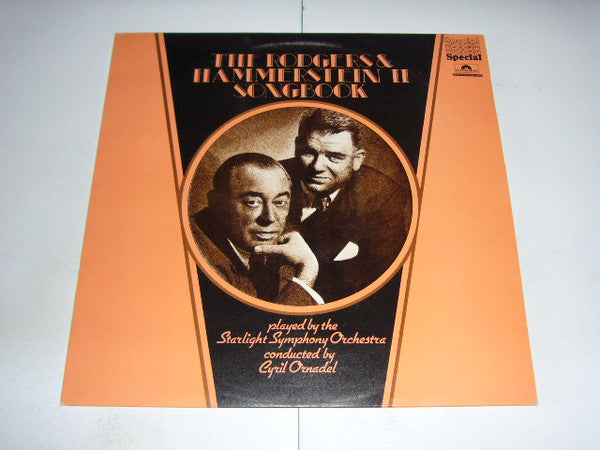 THE RODGERS &
HAMMERSTEIN II
SONGBOOK
Special
played by the
Starlight Symphony Orchestra
conducted by
Cyril Ornadel